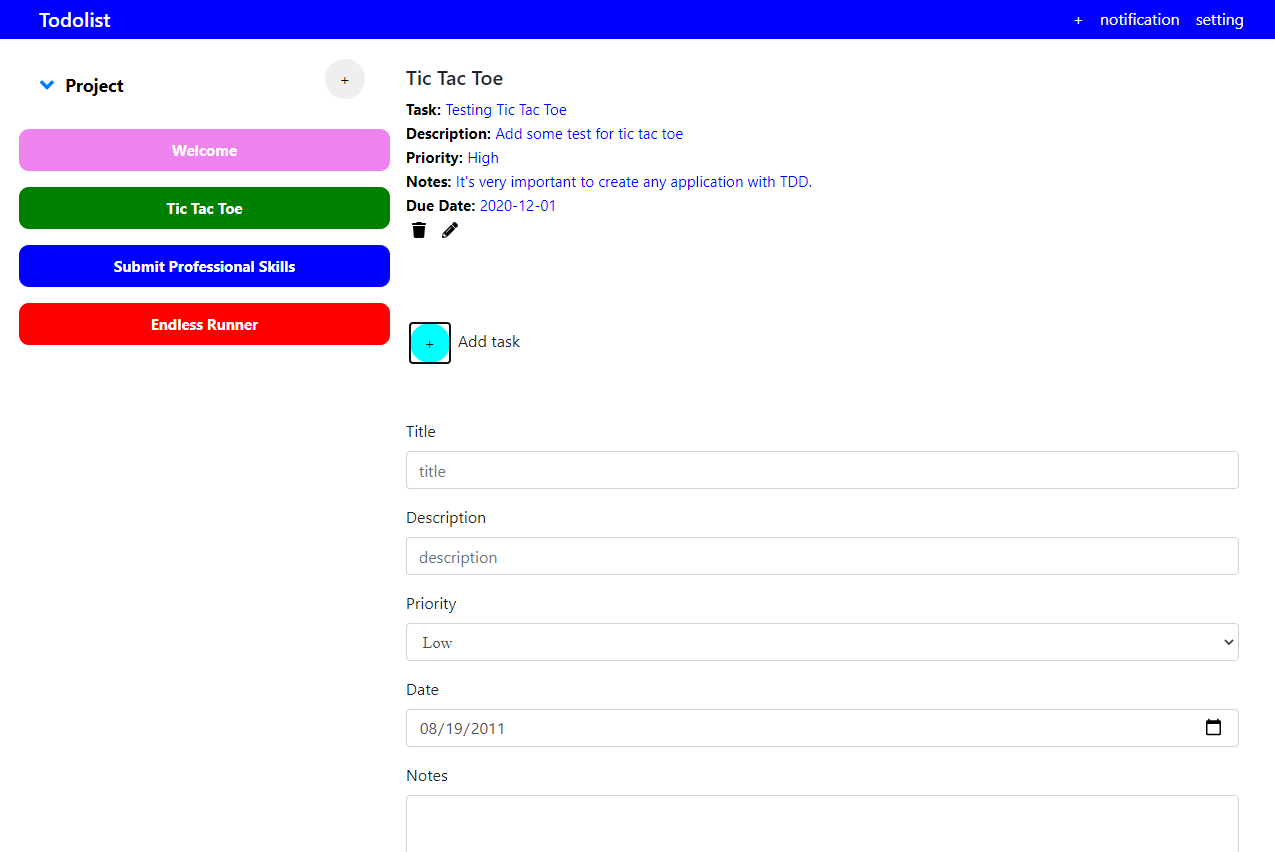 Todolist
+ notification setting
Project
+
Welcome
Tic Tac Toe
Submit Professional Skills
Endless Runner
Tic Tac Toe
Task: Testing Tic Tac Toe
Description: Add some test for tic tac toe
Priority: High
Notes: It's very important to create any application with TDD.
Due Date: 2020-12-01
+ Add task
Title
title
Description
description
Priority
Low
Date
08/19/2011
Notes